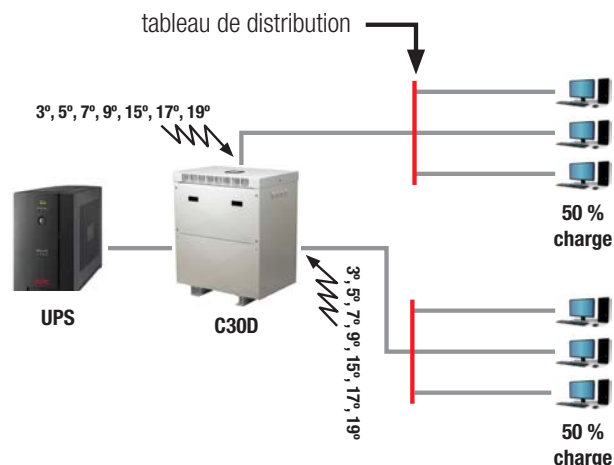 tableau de distribution
3º, 5º, 7º, 9º, 15º, 17º, 19º
50 %
charge
UPS
C30D
3º, 5º, 7º, 9º, 15º, 17º, 19º
50 %
charge